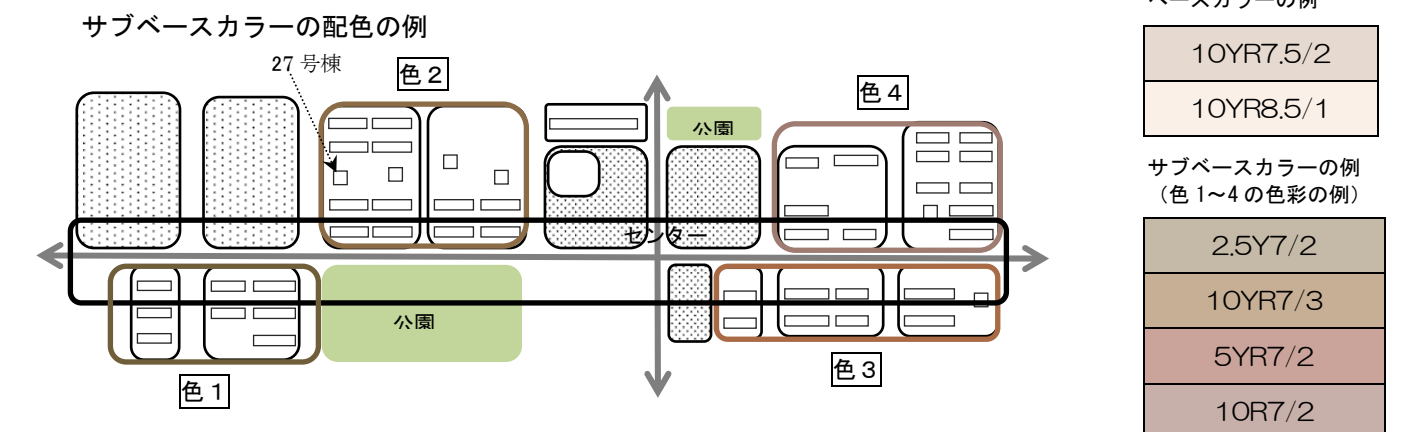 サブベースカラーの配色の例
27 号棟
色2
色4
公園
センター
公園
色1
色3
ベースカラーの例
10YR7.5/2
10YR8.5/1
サブベースカラーの例
（色 1～4 の色彩の例）
2.5Y7/2
10YR7/3
5YR7/2
10R7/2